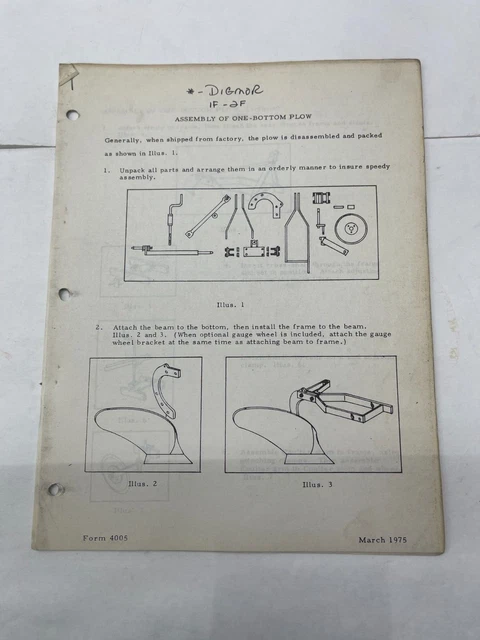 *- DIGMOR
1F-2F
ASSEMBLY OF ONE-BOTTOM PLOW
Generally, when shipped from factory, the plow is disassembled and packed
as shown in Illus. 1.
1. Unpack all parts and arrange them in an orderly manner to insure speedy
assembly.
Illus. 1
2. Attach the beam to the bottom, then install the frame to the beam.
Illus. 2 and 3. (When optional gauge wheel is included, attach the gauge
wheel bracket at the same time as attaching beam to frame.)
Illus. 2
Illus. 3
Form 4005
March 1975